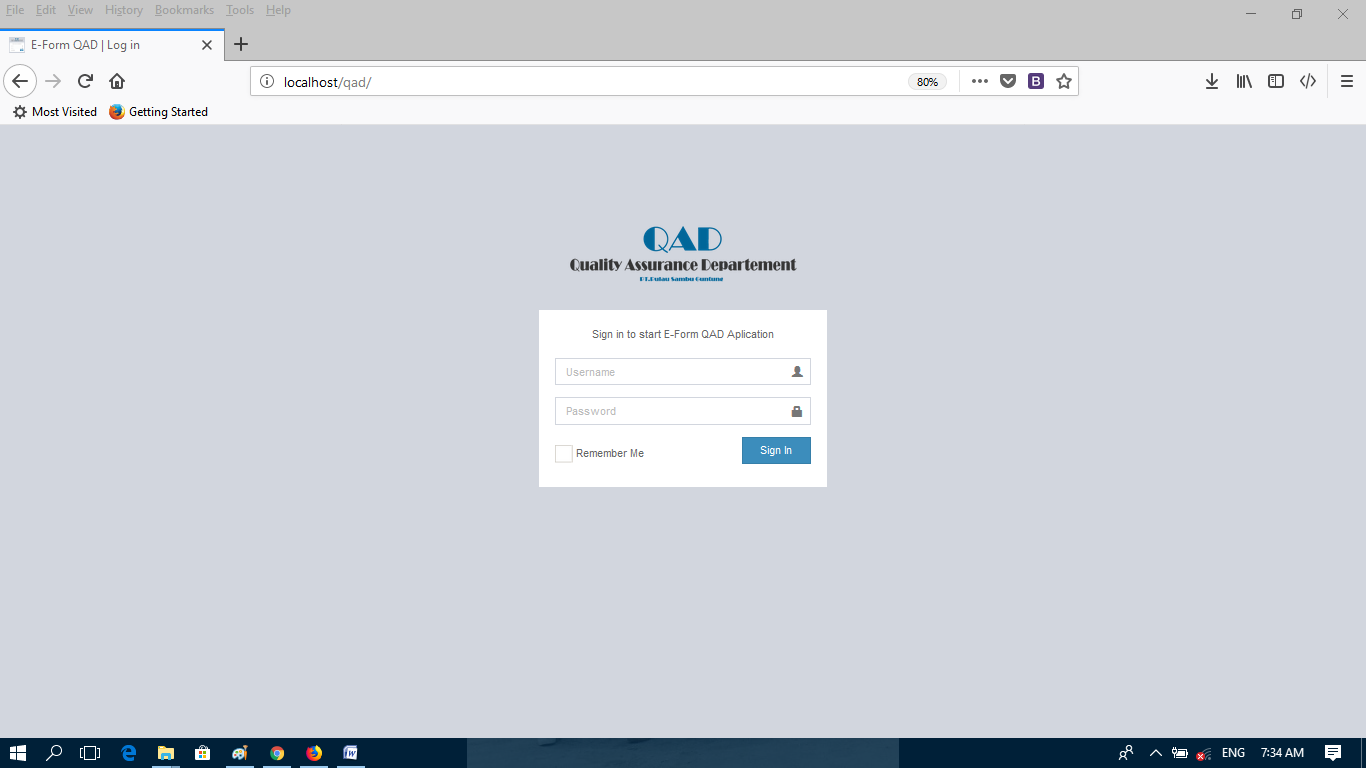 File Edit View History Bookmarks Tools Help
E-Form QAD | Log in
localhost/qad/
80%
B
Most Visited
Getting Started
QAD
Quality Assurance Departement
PT.Pulau Sambu Guntung
Sign in to start E-Form QAD Aplication
Username
Password
Remember Me
Sign In
W
ENG
7:34 AM